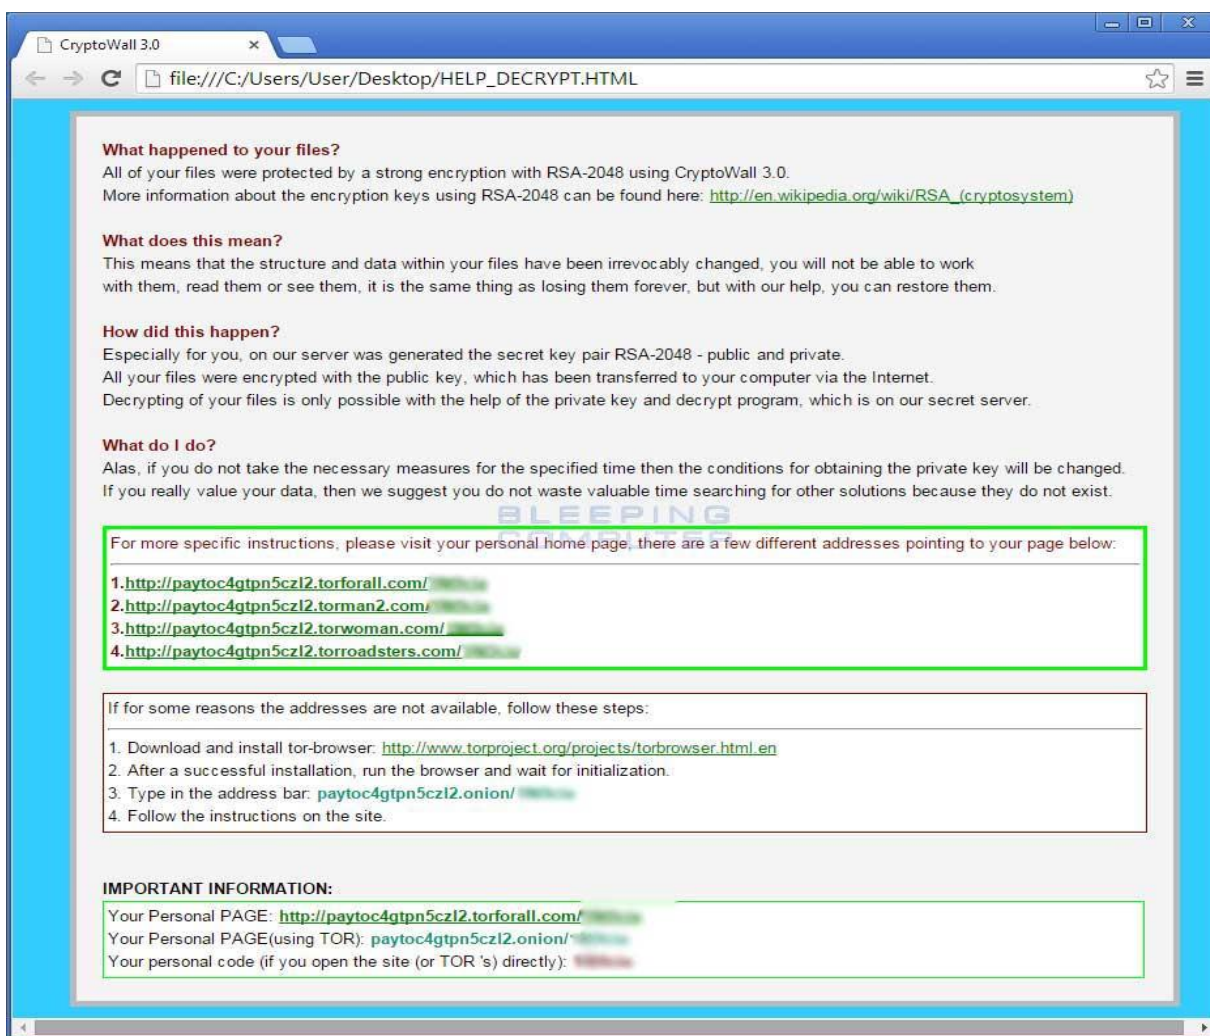 CryptoWall 3.0
file:///C:/Users/User/Desktop/HELP_DECRYPT.HTML
What happened to your files?
All of your files were protected by a strong encryption with RSA-2048 using CryptoWall 3.0.
More information about the encryption keys using RSA-2048 can be found here: http://en.wikipedia.org/wiki/RSA_(cryptosystem)
What does this mean?
This means that the structure and data within your files have been irrevocably changed, you will not be able to work
with them, read them or see them, it is the same thing as losing them forever, but with our help, you can restore them.
How did this happen?
Especially for you, on our server was generated the secret key pair RSA-2048 - public and private.
All your files were encrypted with the public key, which has been transferred to your computer via the Internet.
Decrypting of your files is only possible with the help of the private key and decrypt program, which is on our secret server.
What do I do?
Alas, if you do not take the necessary measures for the specified time then the conditions for obtaining the private key will be changed.
If you really value your data, then we suggest you do not waste valuable time searching for other solutions because they do not exist.
BLEEPING
COMPUTER
For more specific instructions, please visit your personal home page, there are a few different addresses pointing to your page below:
1.http://paytoc4gtpn5czl2.torforall.com/
2.http://paytoc4gtpn5czl2.torman2.com/
3.http://paytoc4gtpn5czl2.torwoman.com/
4.http://paytoc4gtpn5czl2.torroadsters.com/
If for some reasons the addresses are not available, follow these steps:
1. Download and install tor-browser: http://www.torproject.org/projects/torbrowser.html.en
2. After a successful installation, run the browser and wait for initialization.
3. Type in the address bar: paytoc4gtpn5czl2.onion/
4. Follow the instructions on the site.
IMPORTANT INFORMATION:
Your Personal PAGE: http://paytoc4gtpn5czl2.torforall.com/
Your Personal PAGE(using TOR): paytoc4gtpn5czl2.onion/
Your personal code (if you open the site (or TOR 's) directly):